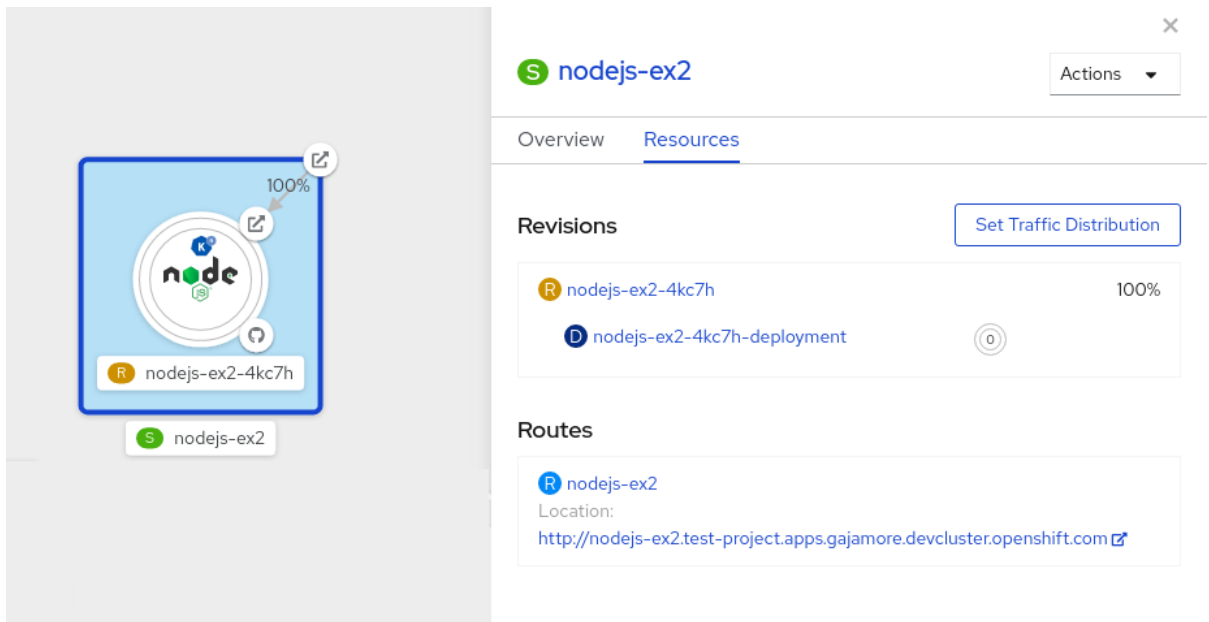 100%
K
node
JS
R nodejs-ex2-4kc7h
S nodejs-ex2
S nodejs-ex2
Actions
Overview Resources
Revisions
Set Traffic Distribution
R nodejs-ex2-4kc7h 100%
D nodejs-ex2-4kc7h-deployment 0
Routes
R nodejs-ex2
Location:
http://nodejs-ex2.test-project.apps.gajamore.devcluster.openshift.com